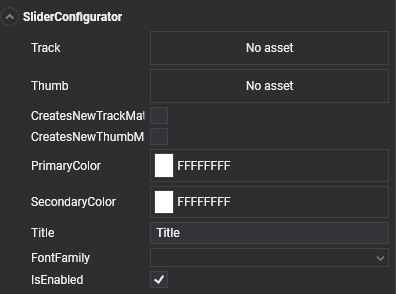 SliderConfigurator
Track No asset
Thumb No asset
CreatesNewTrackMat
CreatesNewThumbM
PrimaryColor FFFFFFFF
SecondaryColor FFFFFFFF
Title Title
FontFamily
IsEnabled